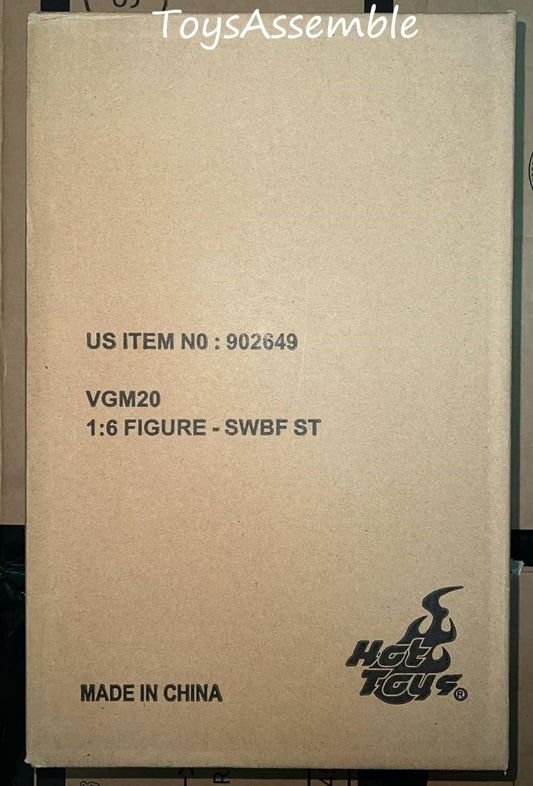 ToysAssemble
US ITEM N0 : 902649
VGM20
1:6 FIGURE - SWBF ST
Hot
Toys®
MADE IN CHINA